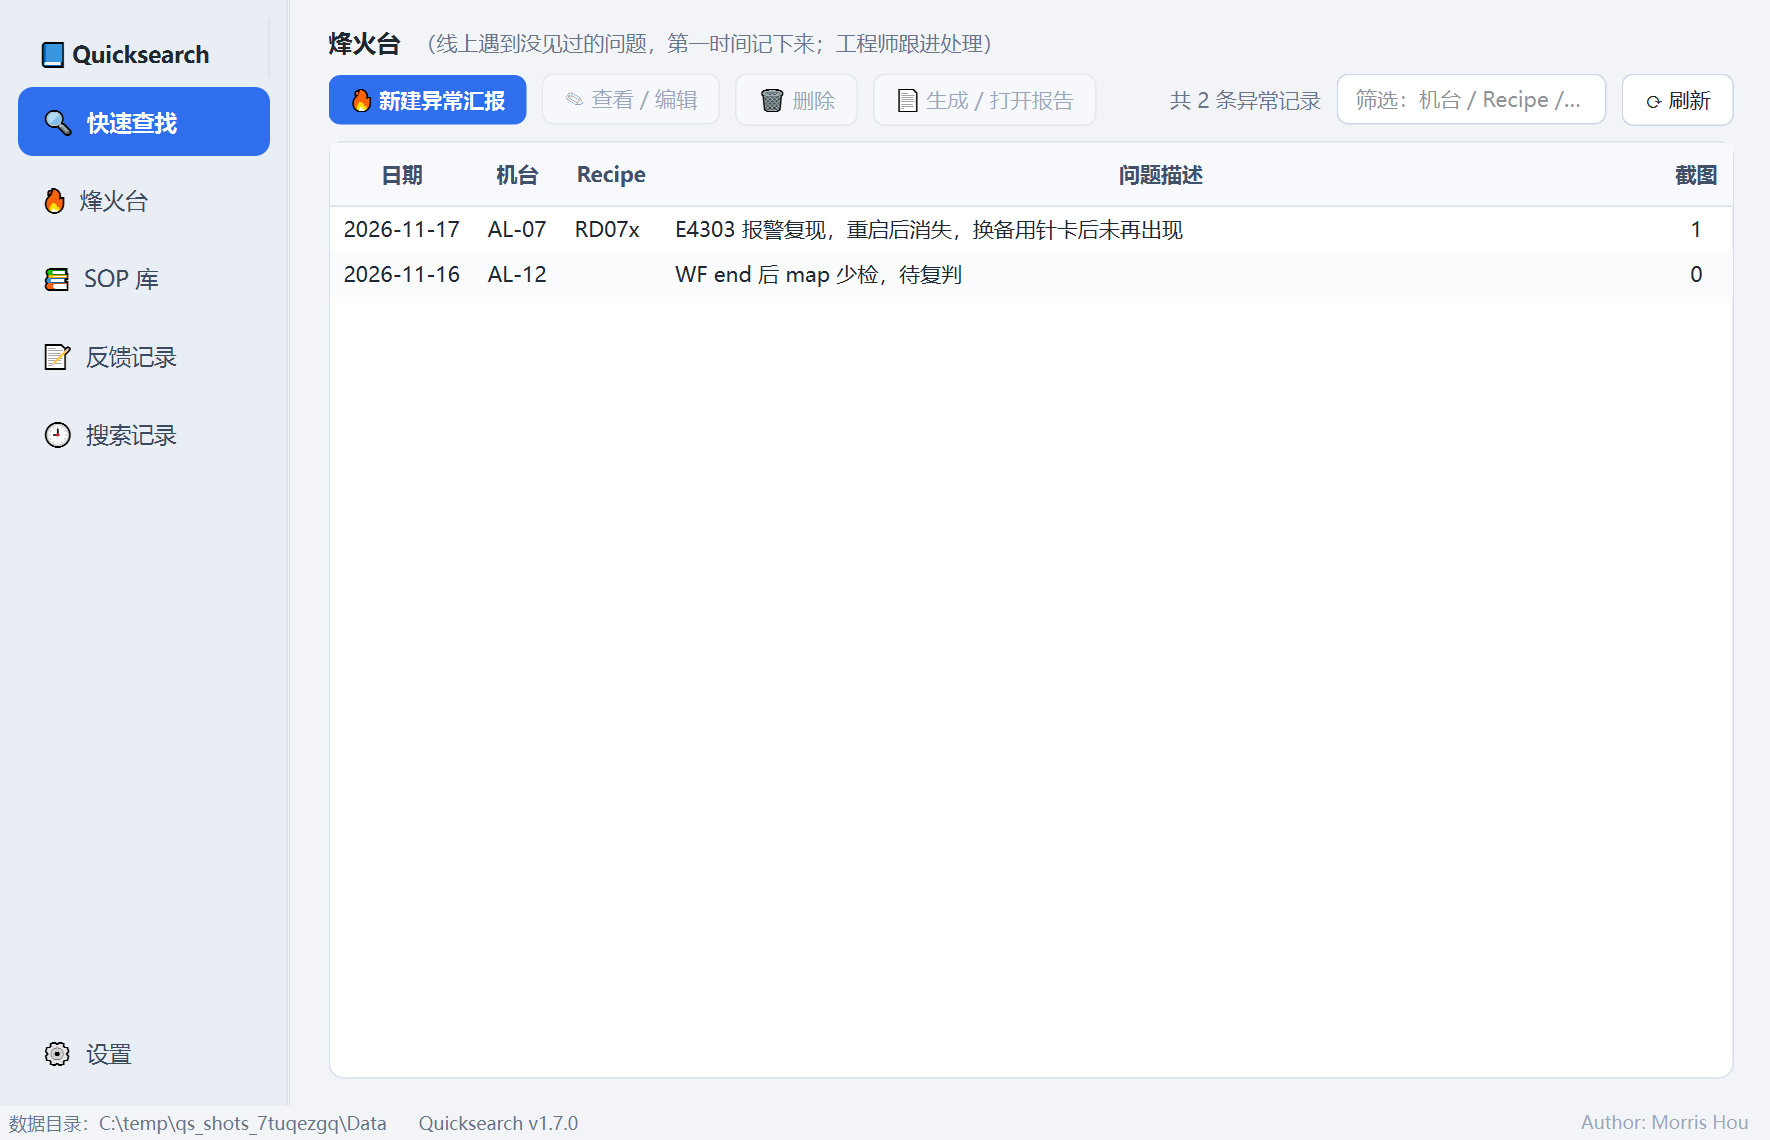 Quicksearch
快速查找
烽火台
SOP 库
反馈记录
搜索记录
设置
烽火台 （线上遇到没见过的问题，第一时间记下来；工程师跟进处理）
新建异常汇报 查看 / 编辑 删除 生成 / 打开报告 共 2 条异常记录 筛选：机台 / Recipe /... 刷新
日期 机台 Recipe 问题描述 截图
2026-11-17 AL-07 RD07x E4303 报警复现，重启后消失，换备用针卡后未再出现 1
2026-11-16 AL-12 WF end 后 map 少检，待复判 0
数据目录：C:\temp\qs_shots_7tuqezgq\Data Quicksearch v1.7.0 Author: Morris Hou